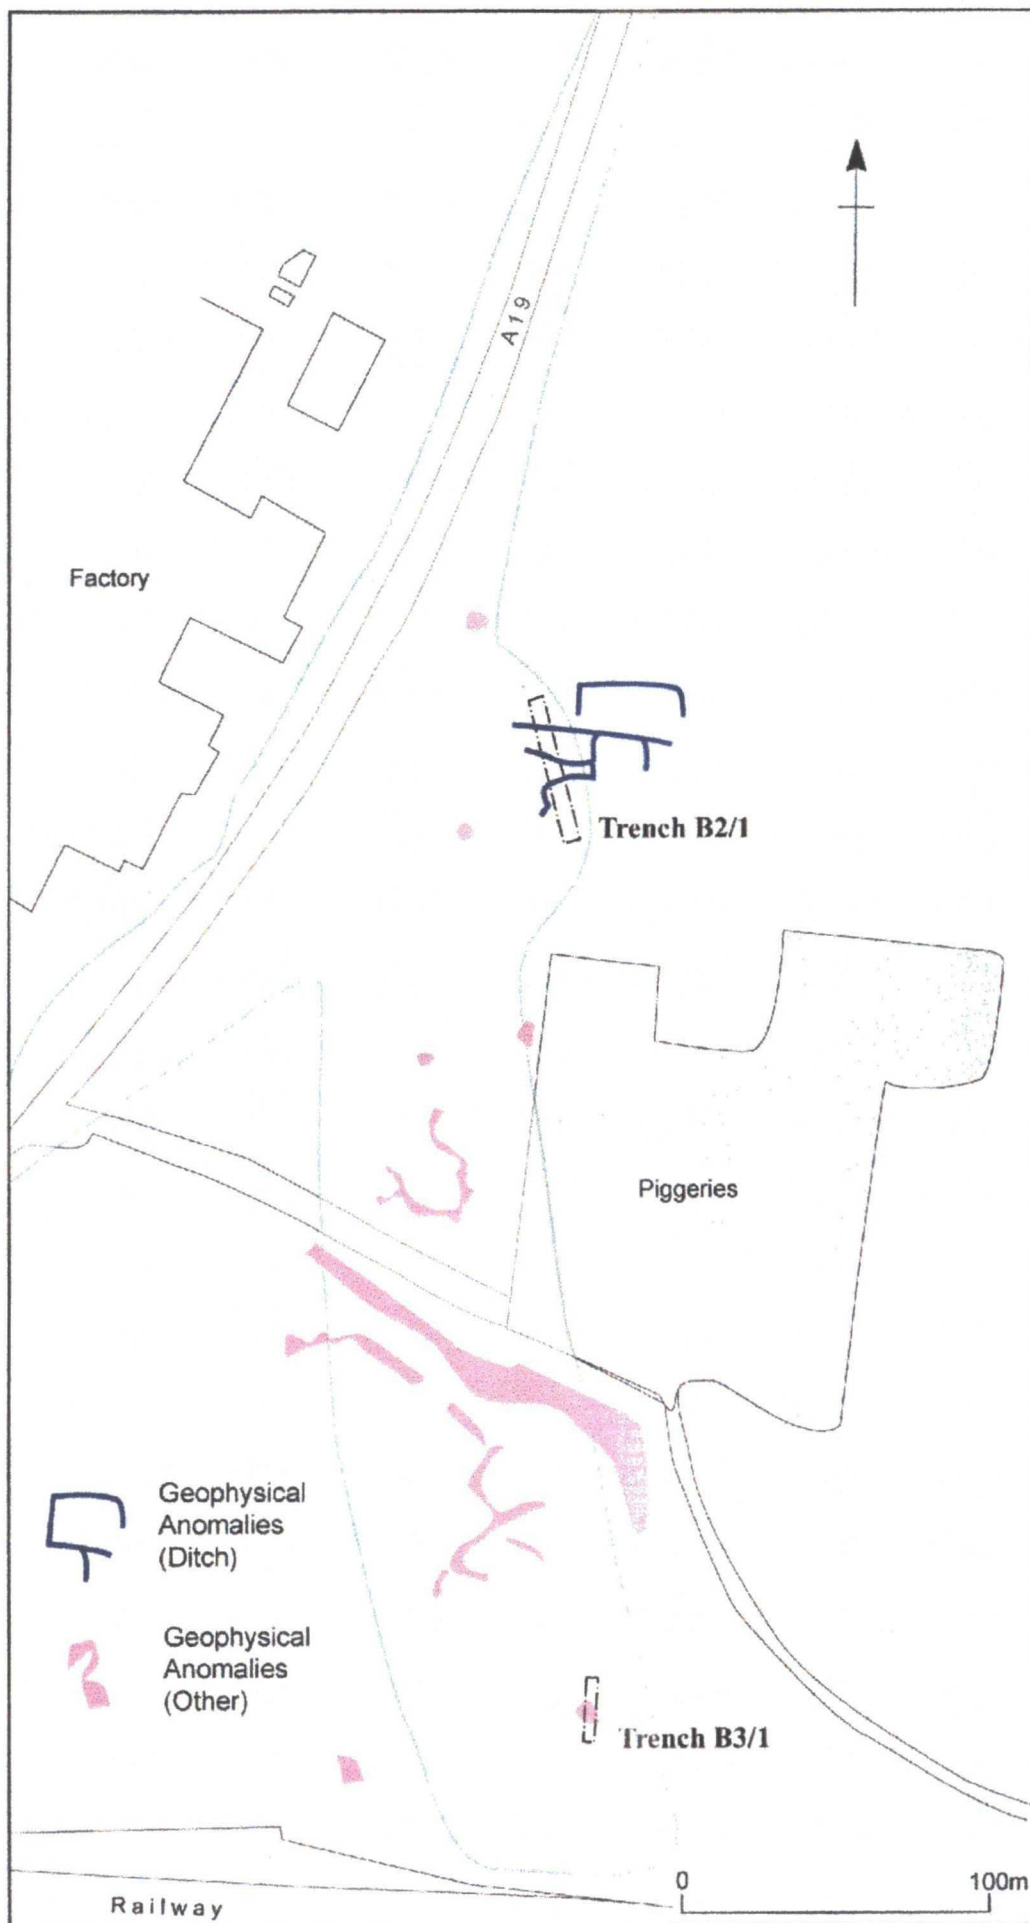 A19
Factory
Trench B2/1
Piggeries
Geophysical
Anomalies
(Ditch)
Geophysical
Anomalies
(Other)
Trench B3/1
0 100m
Railway